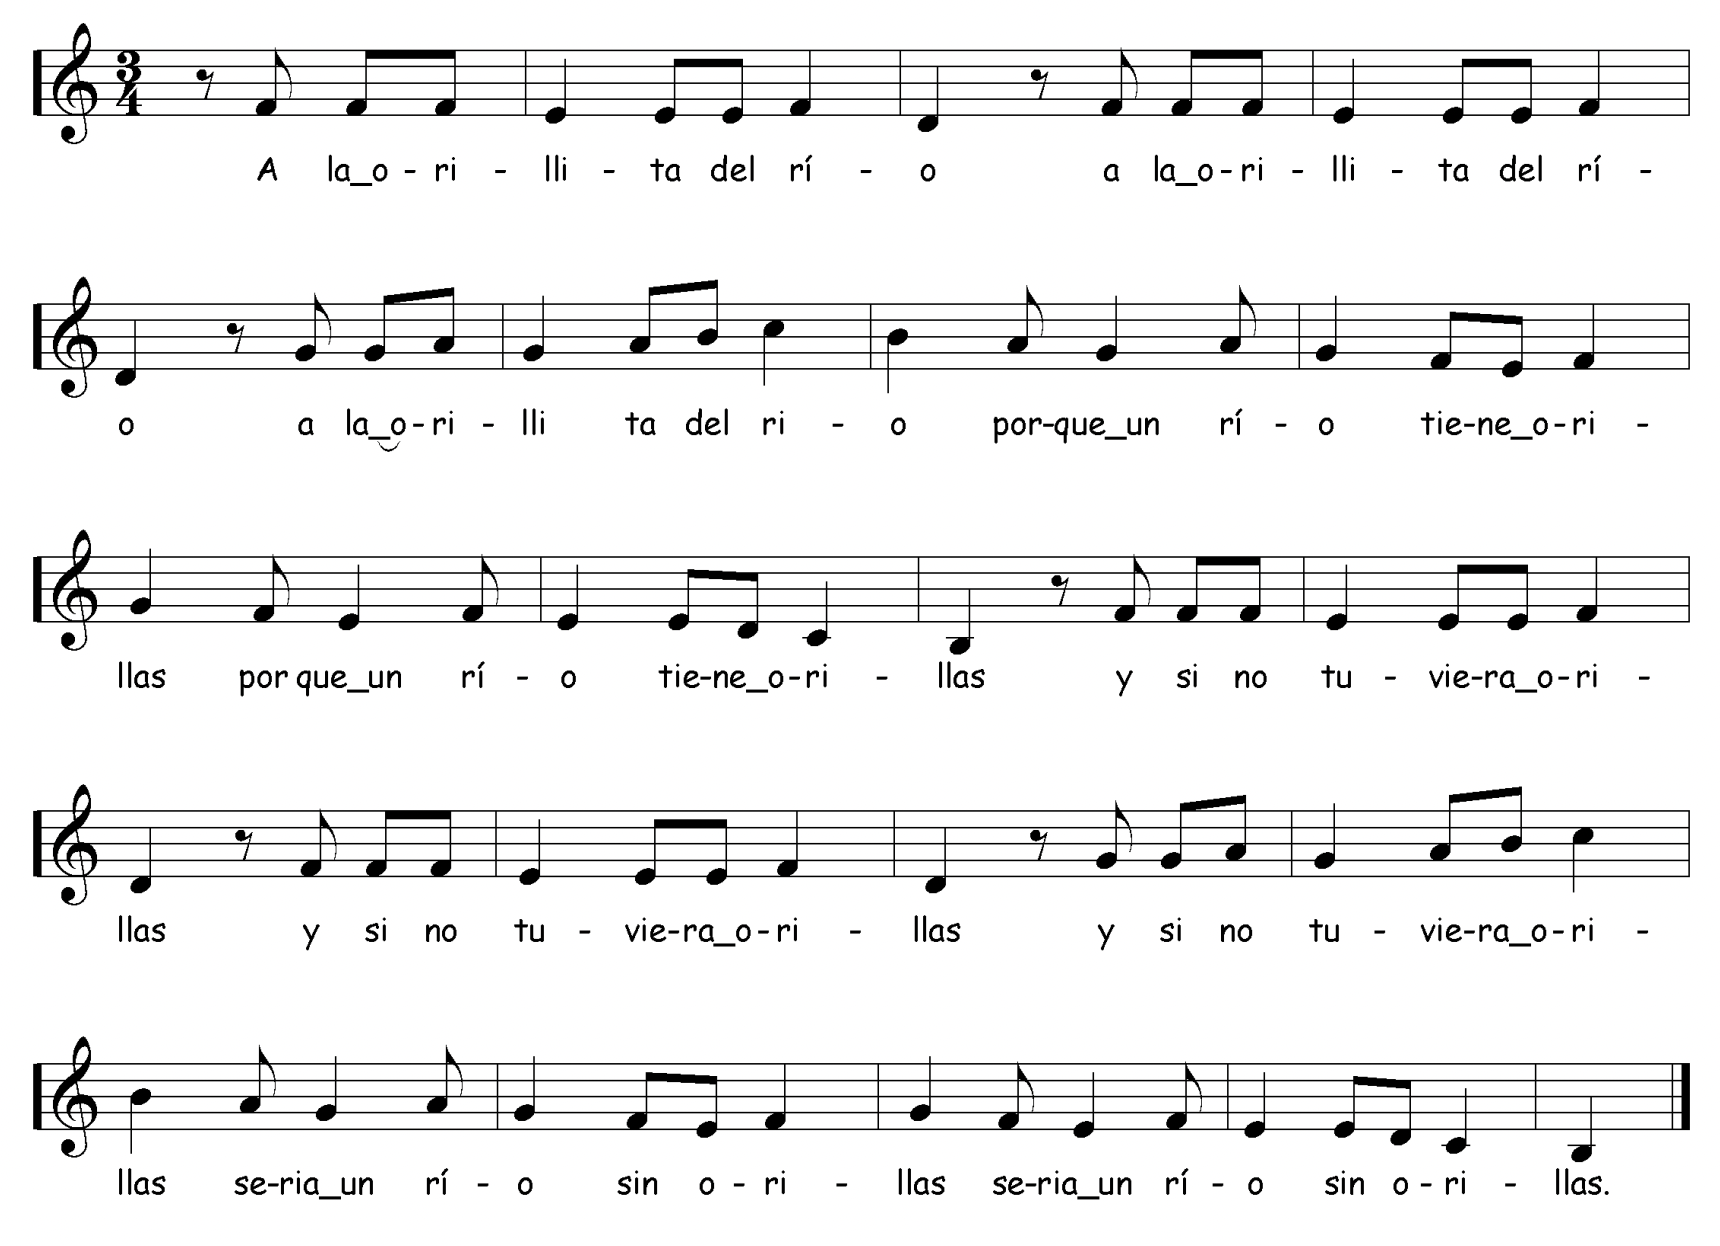 3/4
A la_o - ri - lli - ta del rí - o a la_o - ri - lli - ta del rí -
o a la_o - ri - lli ta del ri - o por-que_un rí - o tie-ne_o - ri -
llas por que_un rí - o tie-ne_o - ri - llas y si no tu - vie-ra_o - ri -
llas y si no tu - vie-ra_o - ri - llas y si no tu - vie-ra_o - ri -
llas se-ria_un rí - o sin o - ri - llas se-ria_un rí - o sin o - ri - llas.